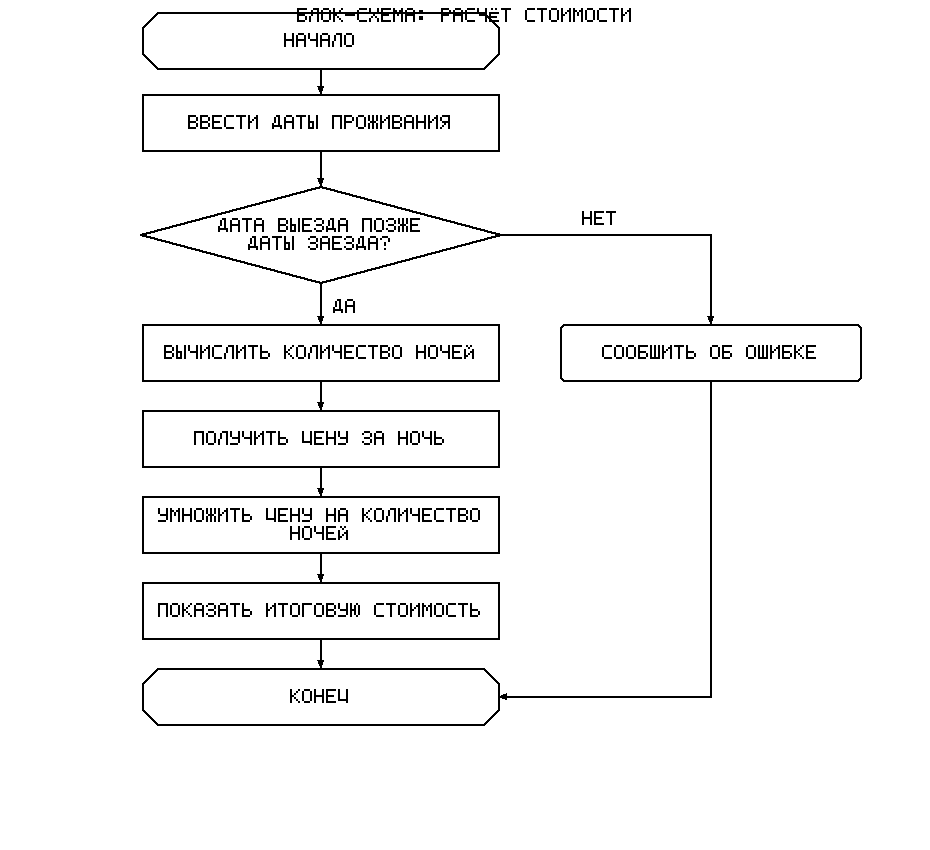 БЛОК-СХЕМА: РАСЧЁТ СТОИМОСТИ
НАЧАЛО
ВВЕСТИ ДАТЫ ПРОЖИВАНИЯ
ДАТА ВЫЕЗДА ПОЗЖЕ
ДАТЫ ЗАЕЗДА?
НЕТ
ДА
ВЫЧИСЛИТЬ КОЛИЧЕСТВО НОЧЕЙ
СООБШИТЬ ОБ ОШИБКЕ
ПОЛУЧИТЬ ЦЕНУ ЗА НОЧЬ
УМНОЖИТЬ ЦЕНУ НА КОЛИЧЕСТВО
НОЧЕЙ
ПОКАЗАТЬ ИТОГОВУЮ СТОИМОСТЬ
КОНЕЦ